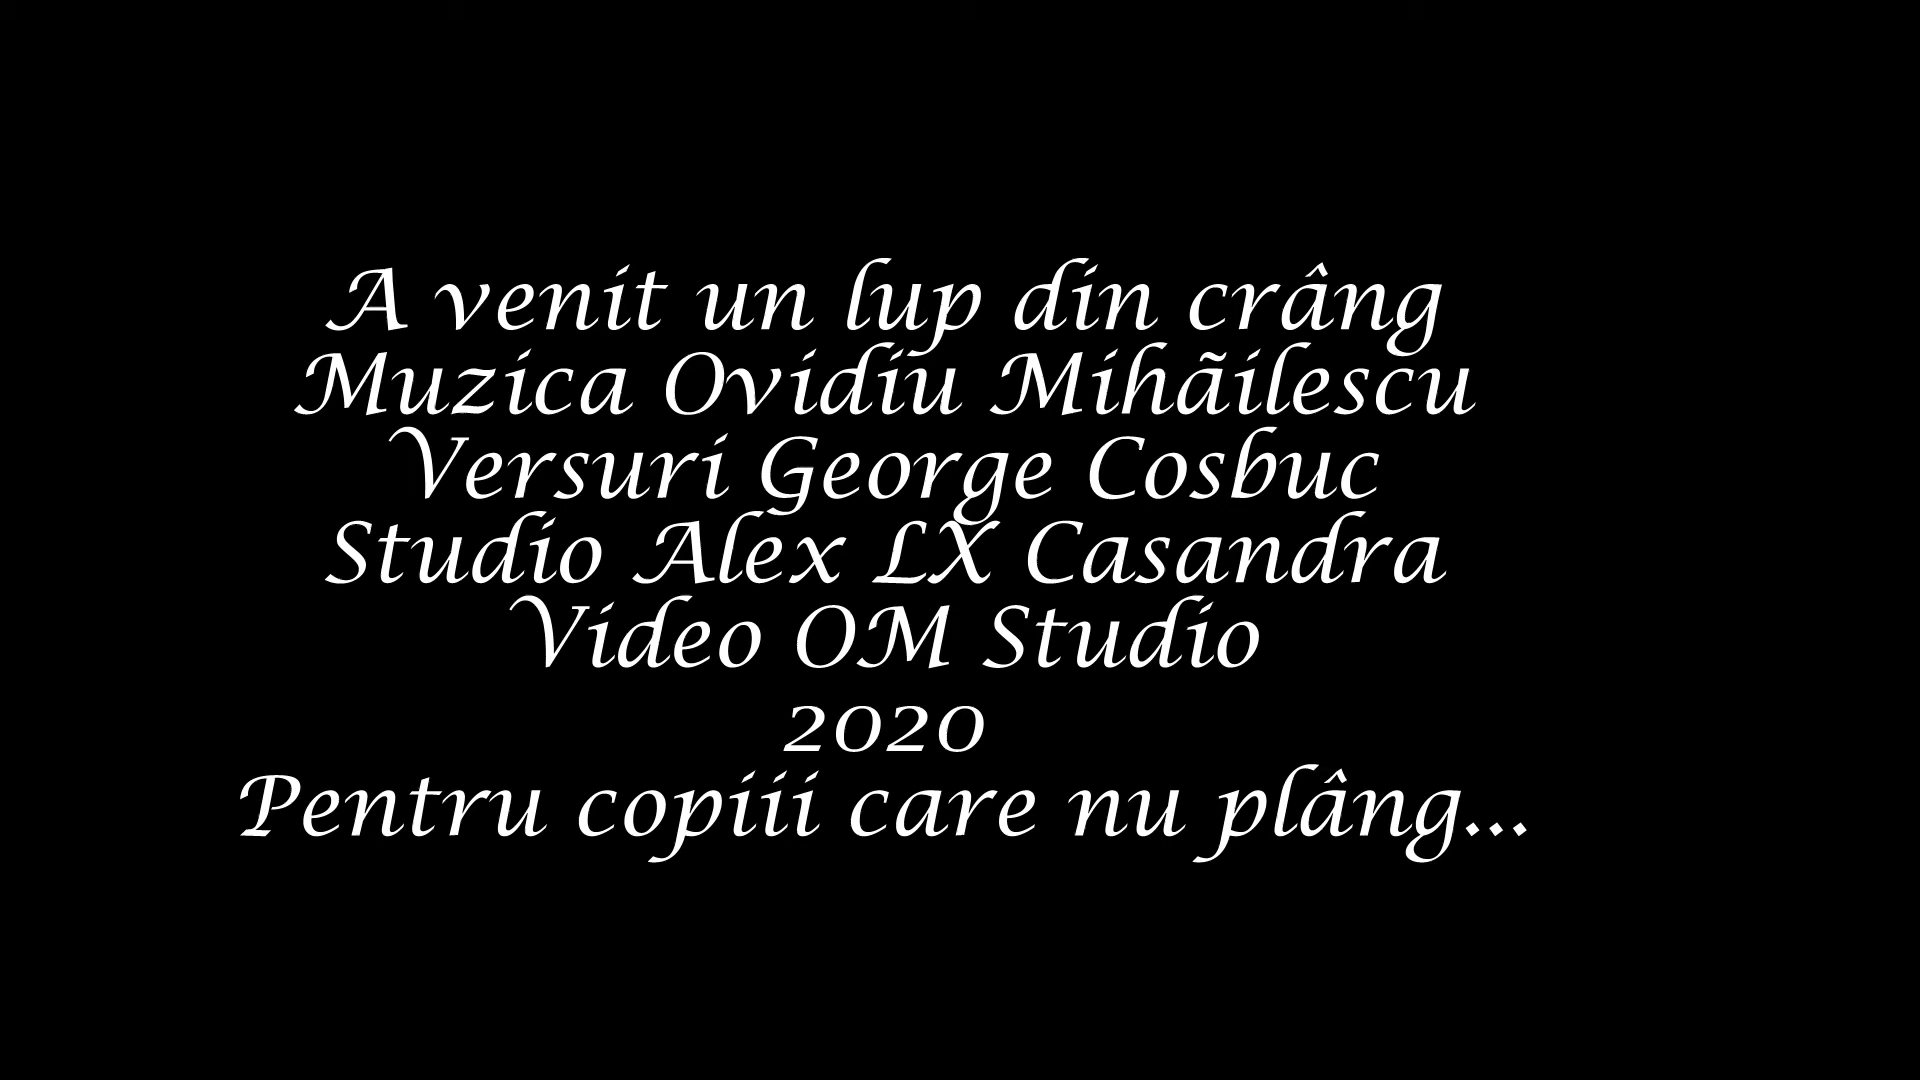 A venit un lup din crâng
Muzica Ovidiu Mihãilescu
Versuri George Cosbuc
Studio Alex LX Casandra
Video OM Studio
2020
Pentru copiii care nu plâng...